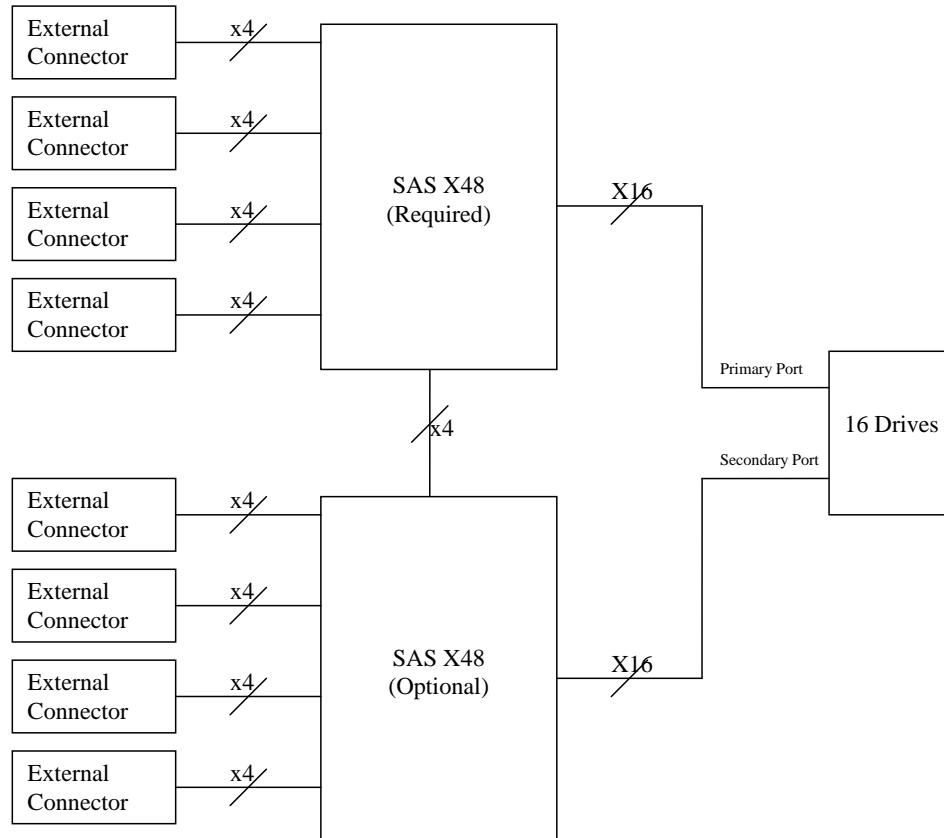 External
Connector
x4
External
Connector
x4
External
Connector
x4
External
Connector
x4
SAS X48
(Required)
X16
x4
Primary Port
16 Drives
Secondary Port
External
Connector
x4
External
Connector
x4
External
Connector
x4
External
Connector
x4
SAS X48
(Optional)
X16